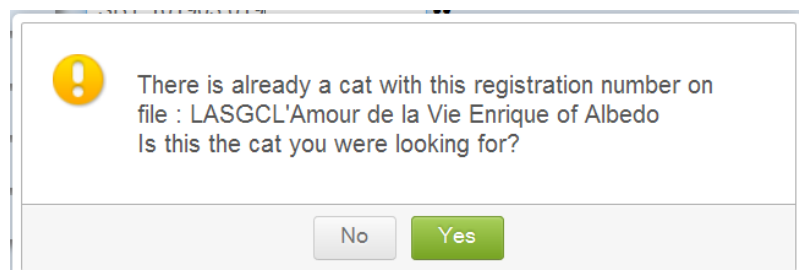 There is already a cat with this registration number on
file : LASGCL'Amour de la Vie Enrique of Albedo
Is this the cat you were looking for?
No Yes